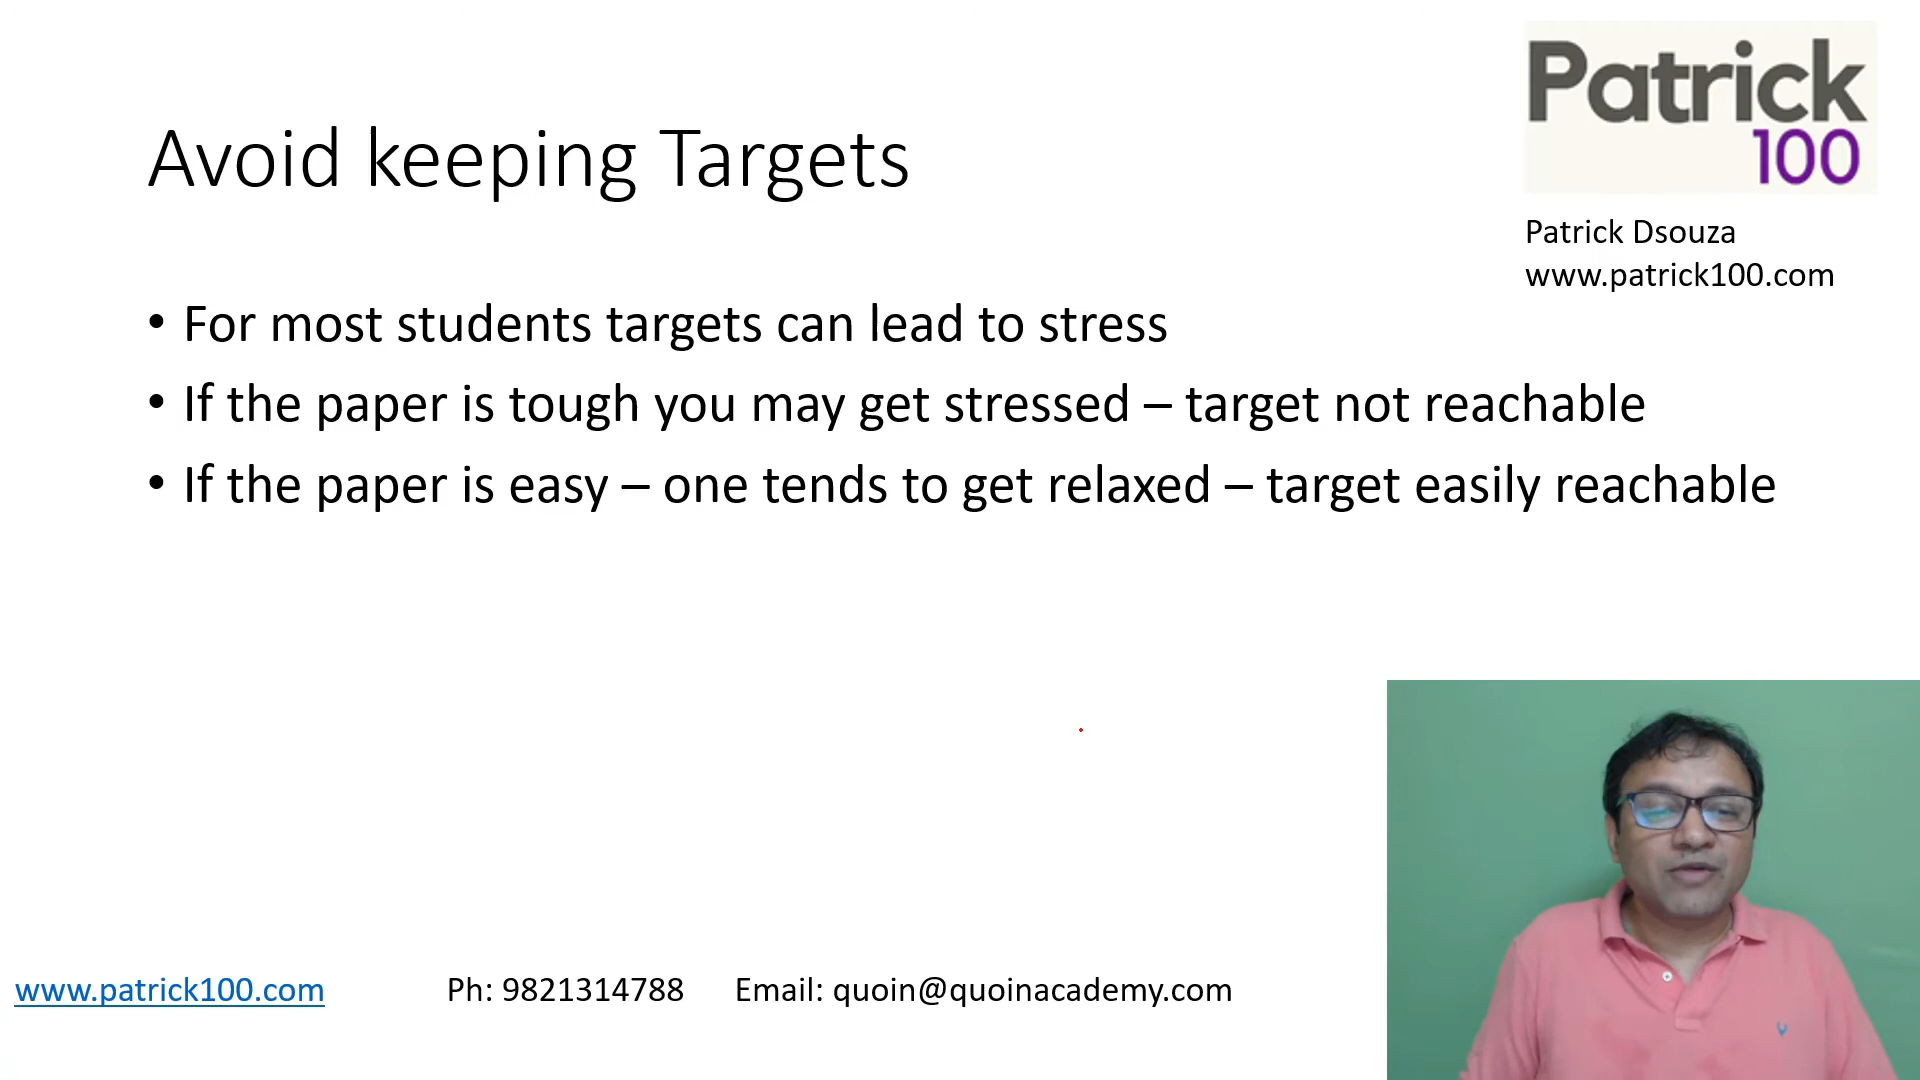 Patrick
100
Avoid keeping Targets
Patrick Dsouza
www.patrick100.com
• For most students targets can lead to stress
• If the paper is tough you may get stressed – target not reachable
• If the paper is easy – one tends to get relaxed – target easily reachable
www.patrick100.com Ph: 9821314788 Email: quoin@quoinacademy.com